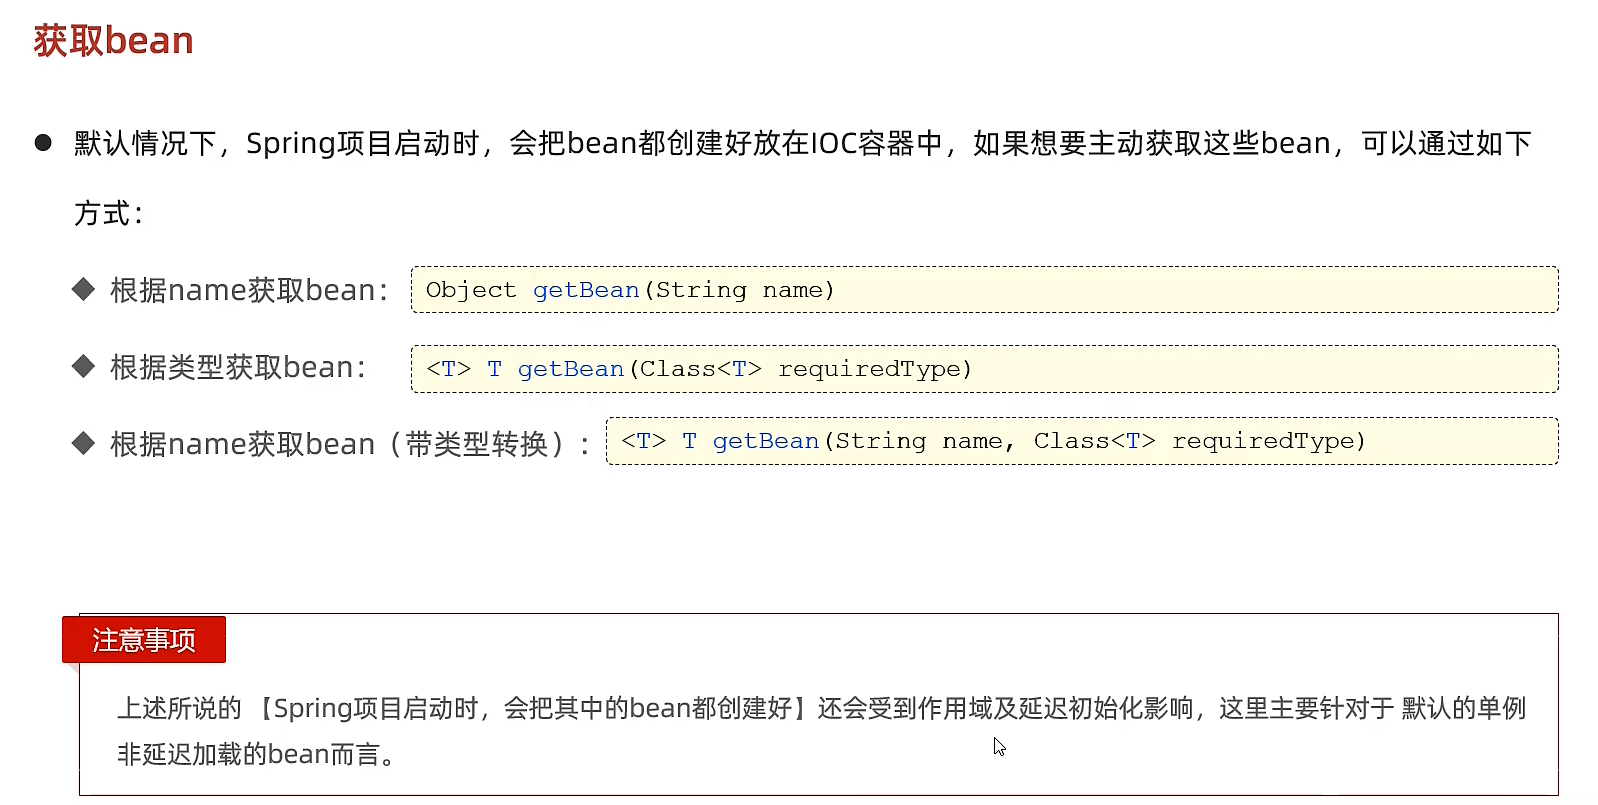 获取bean
默认情况下，Spring项目启动时，会把bean都创建好放在IOC容器中，如果想要主动获取这些bean，可以通过如下
方式：
根据name获取bean： Object getBean(String name)
根据类型获取bean： <T> T getBean(Class<T> requiredType)
根据name获取bean（带类型转换）： <T> T getBean(String name, Class<T> requiredType)
注意事项
上述所说的 【Spring项目启动时，会把其中的bean都创建好】还会受到作用域及延迟初始化影响，这里主要针对于 默认的单例
非延迟加载的bean而言。